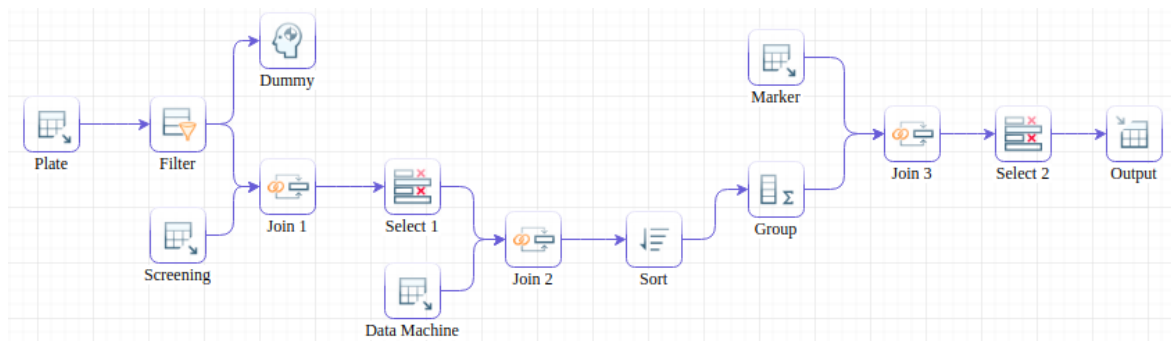 Dummy
Marker
Plate
Filter
Join 3
Select 2
Output
Join 1
Select 1
Group
Screening
Join 2
Sort
Data Machine